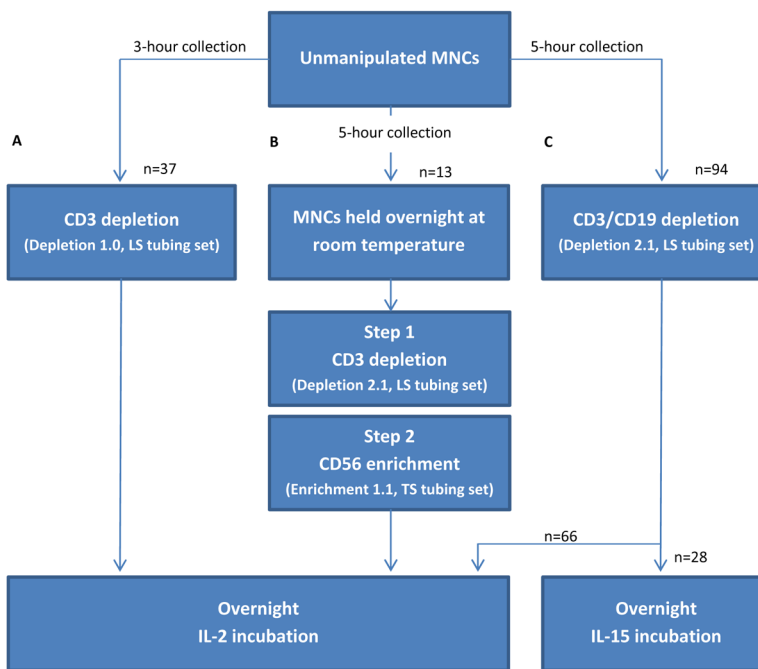 Unmanipulated MNCs
3-hour collection
5-hour collection
5-hour collection
A
n=37
CD3 depletion
(Depletion 1.0, LS tubing set)
B
n=13
MNCs held overnight at
room temperature
Step 1
CD3 depletion
(Depletion 2.1, LS tubing set)
Step 2
CD56 enrichment
(Enrichment 1.1, TS tubing set)
C
n=94
CD3/CD19 depletion
(Depletion 2.1, LS tubing set)
n=66
n=28
Overnight
IL-2 incubation
Overnight
IL-15 incubation